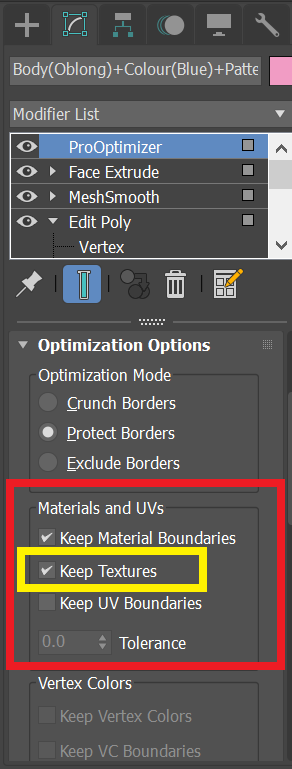 Body(Oblong)+Colour(Blue)+Patte
Modifier List
ProOptimizer
Face Extrude
MeshSmooth
Edit Poly
Vertex
Optimization Options
Optimization Mode
Crunch Borders
Protect Borders
Exclude Borders
Materials and UVs
Keep Material Boundaries
Keep Textures
Keep UV Boundaries
0.0 Tolerance
Vertex Colors
Keep Vertex Colors
Keep VC Boundaries